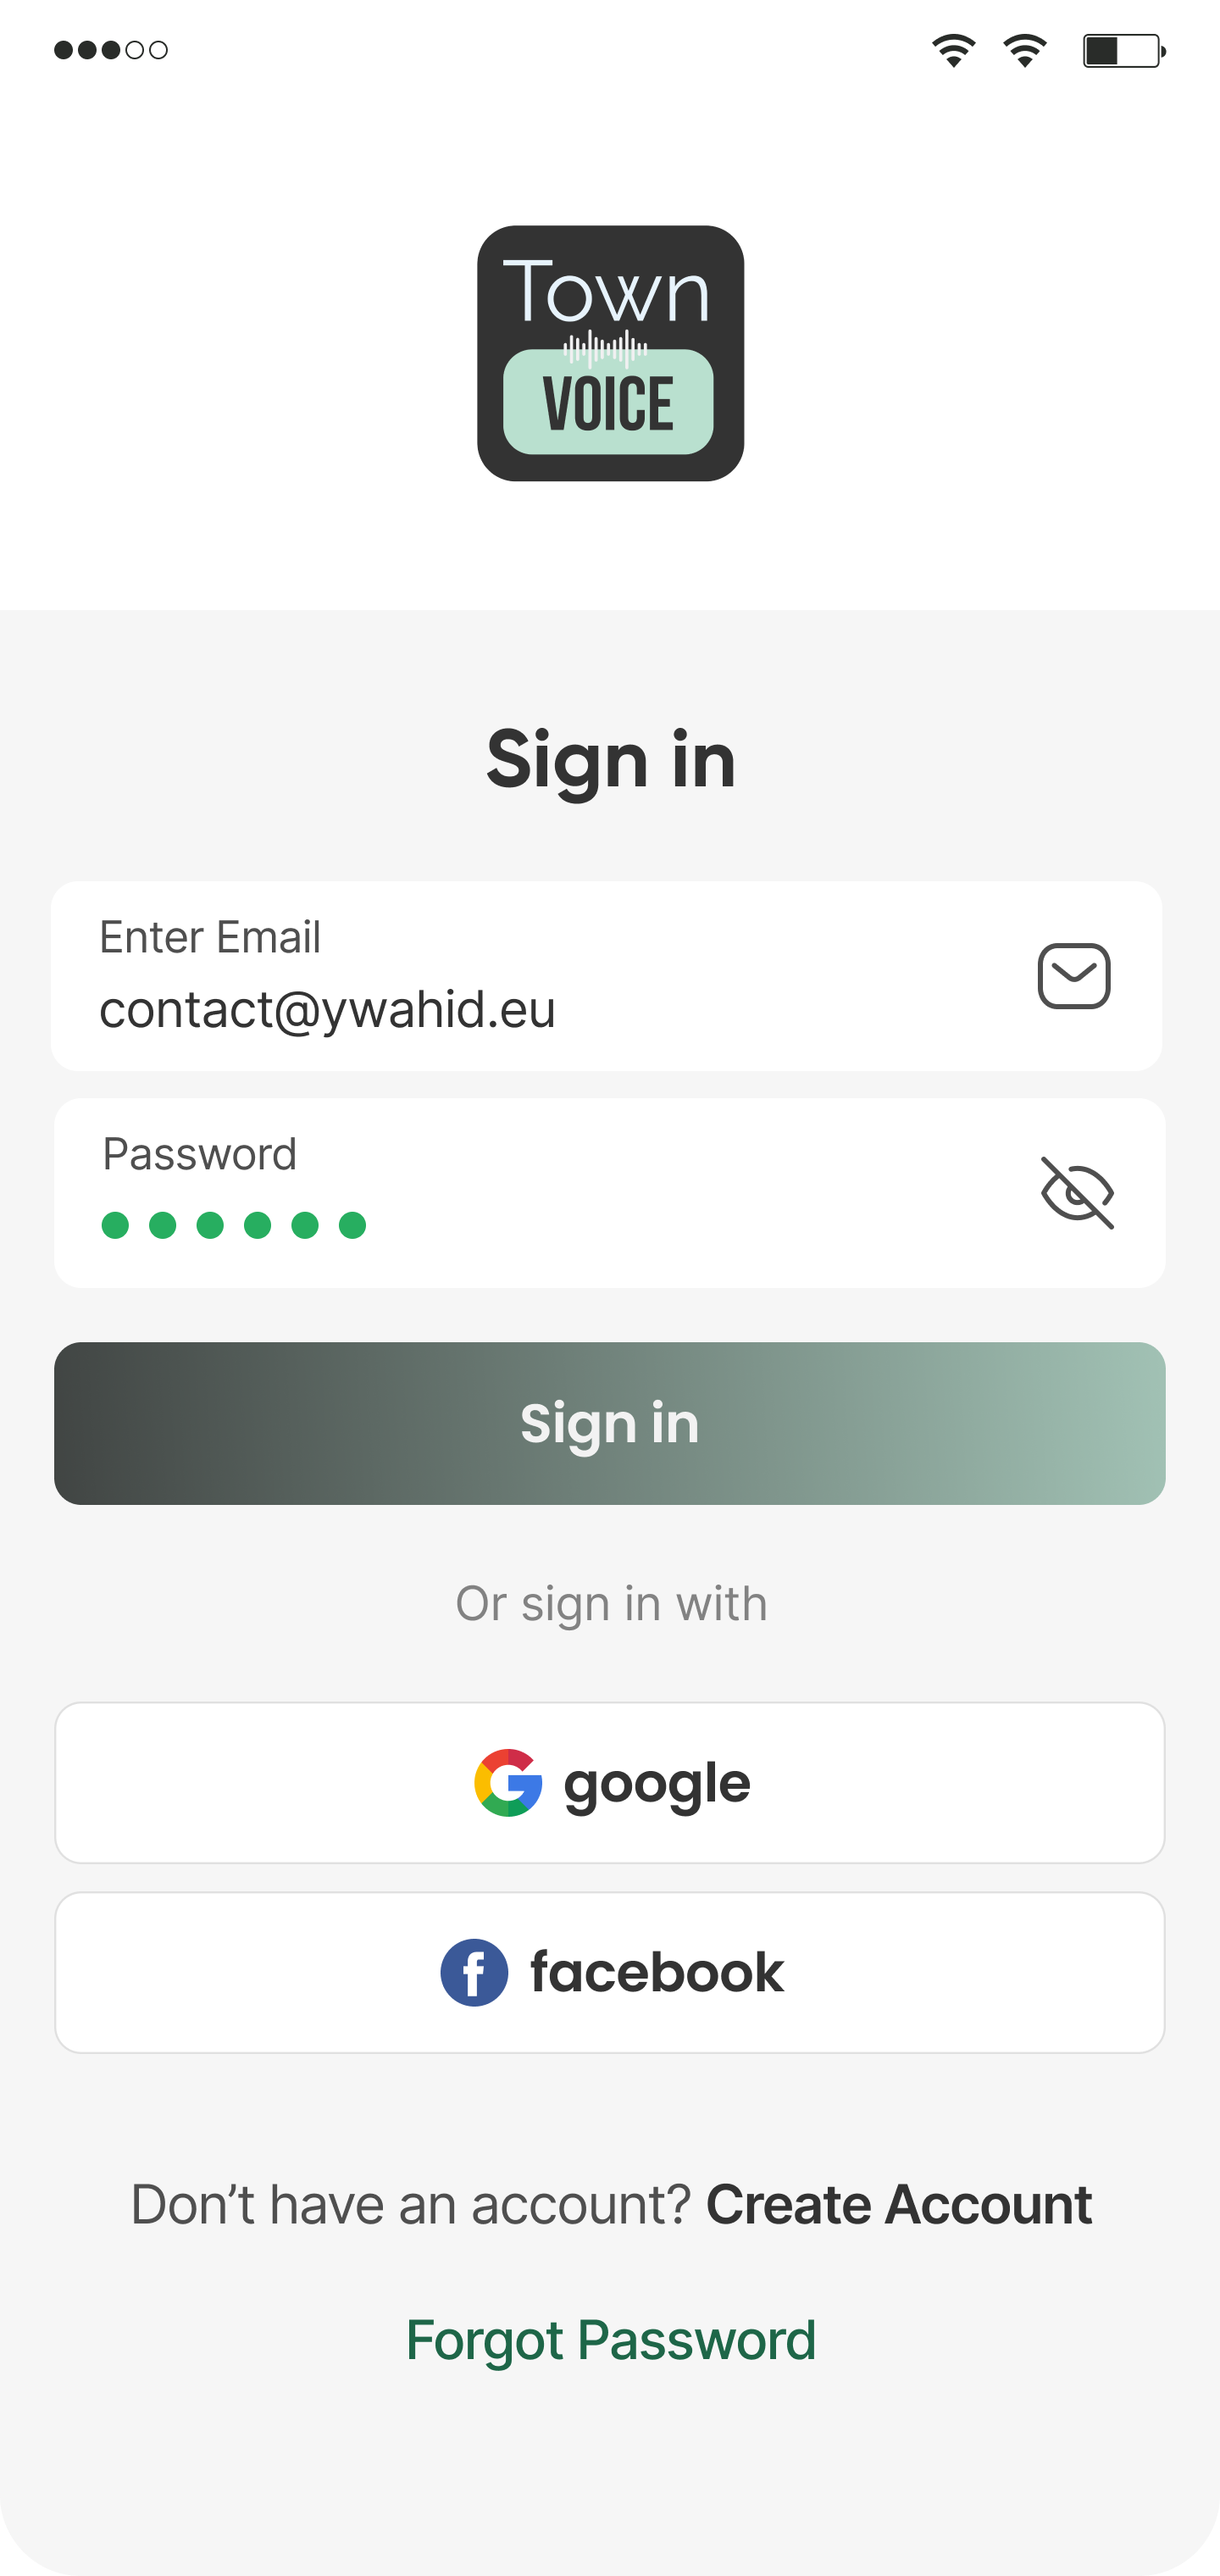 Town
VOICE
Sign in
Enter Email
contact@ywahid.eu
Password
Sign in
Or sign in with
google
facebook
Don’t have an account? Create Account
Forgot Password